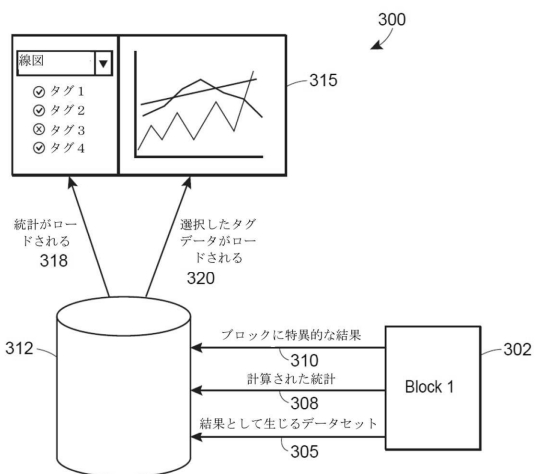 300
線図
タグ1
タグ2
タグ3
タグ4
315
統計がロー
ドされる
318
選択したタグ
データがロー
ドされる
320
312
ブロックに特異的な結果
310
計算された統計
308
結果として生じるデータセット
305
Block 1
302